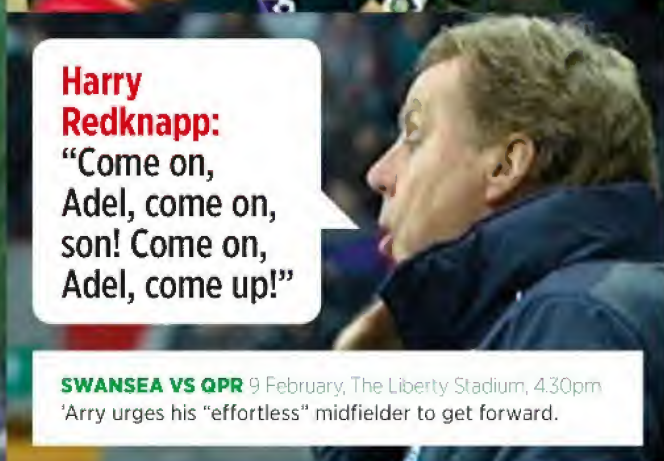 Harry
Redknapp:
“Come on,
Adel, come on,
son! Come on,
Adel, come up!”
SWANSEA VS QPR 9 February, The Liberty Stadium, 4.30pm
'Arry urges his “effortless” midfielder to get forward.